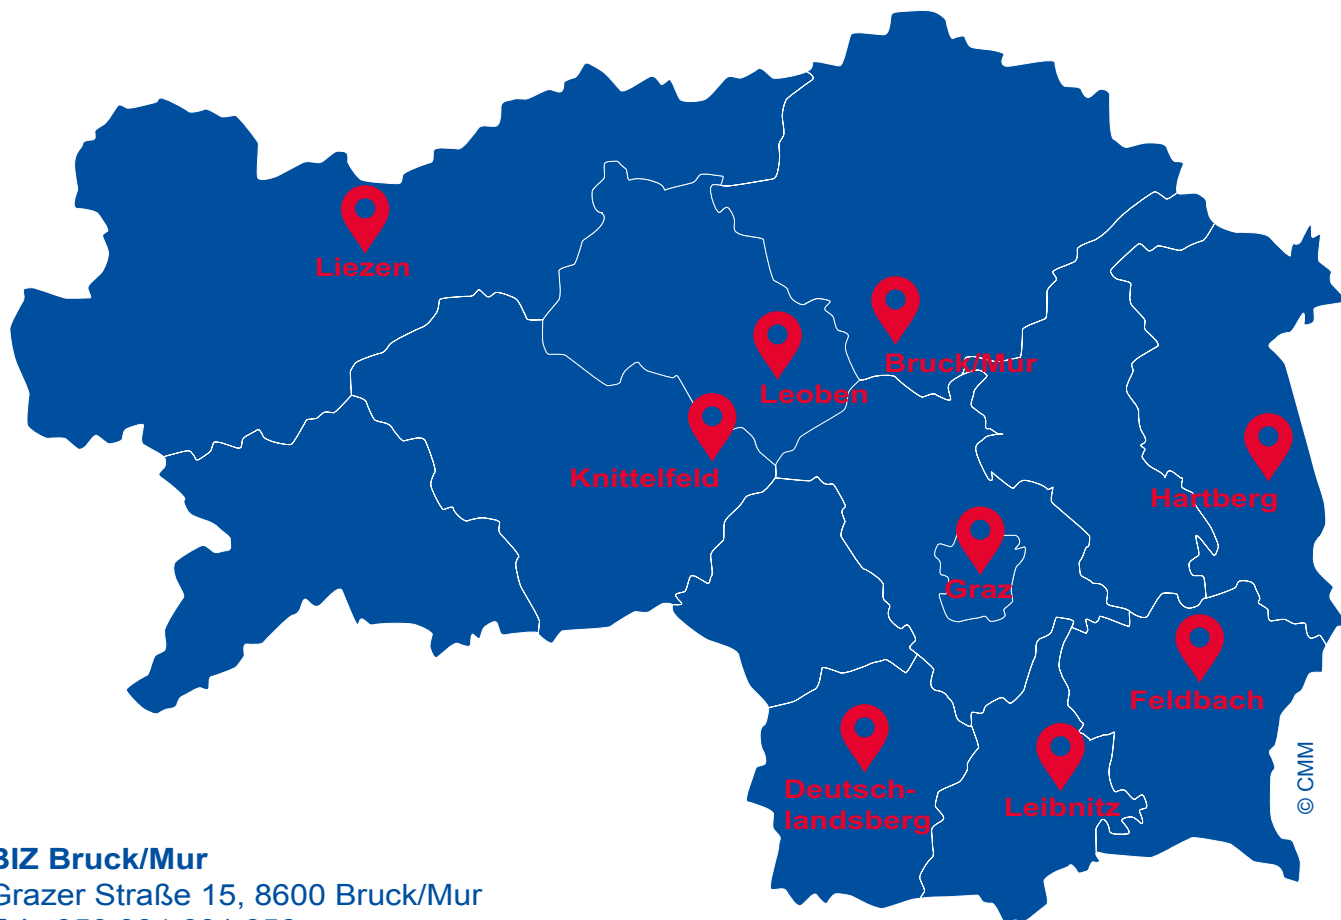 Liezen
Bruck/Mur
Leoben
Knittelfeld
Hartberg
Graz
Feldbach
Deutsch-
landsberg
Leibnitz
© CMM
BIZ Bruck/Mur
Grazer Straße 15, 8600 Bruck/Mur